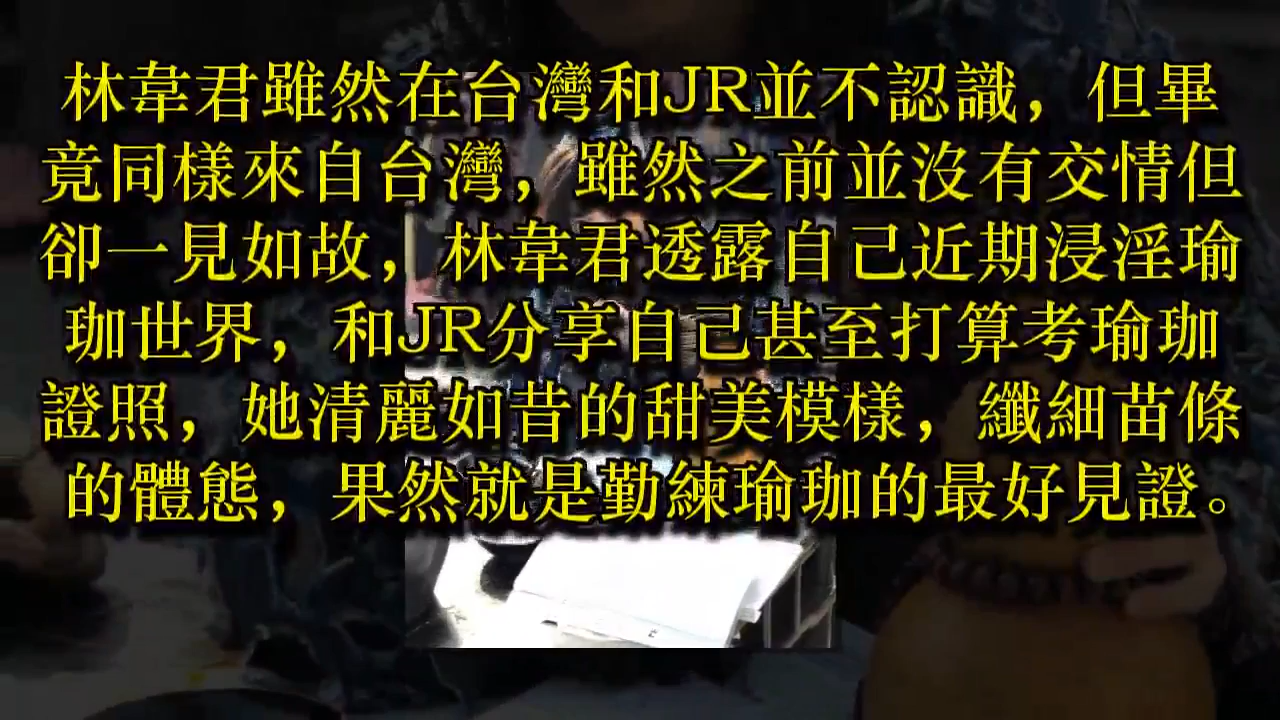 林韋君雖然在台灣和JR並不認識，但畢
竟同樣來自台灣，雖然之前並沒有交情但
卻一見如故，林韋君透露自己近期浸淫瑜
珈世界，和JR分享自己甚至打算考瑜珈
證照，她清麗如昔的甜美模樣，纖細苗條
的體態，果然就是勤練瑜珈的最好見證。